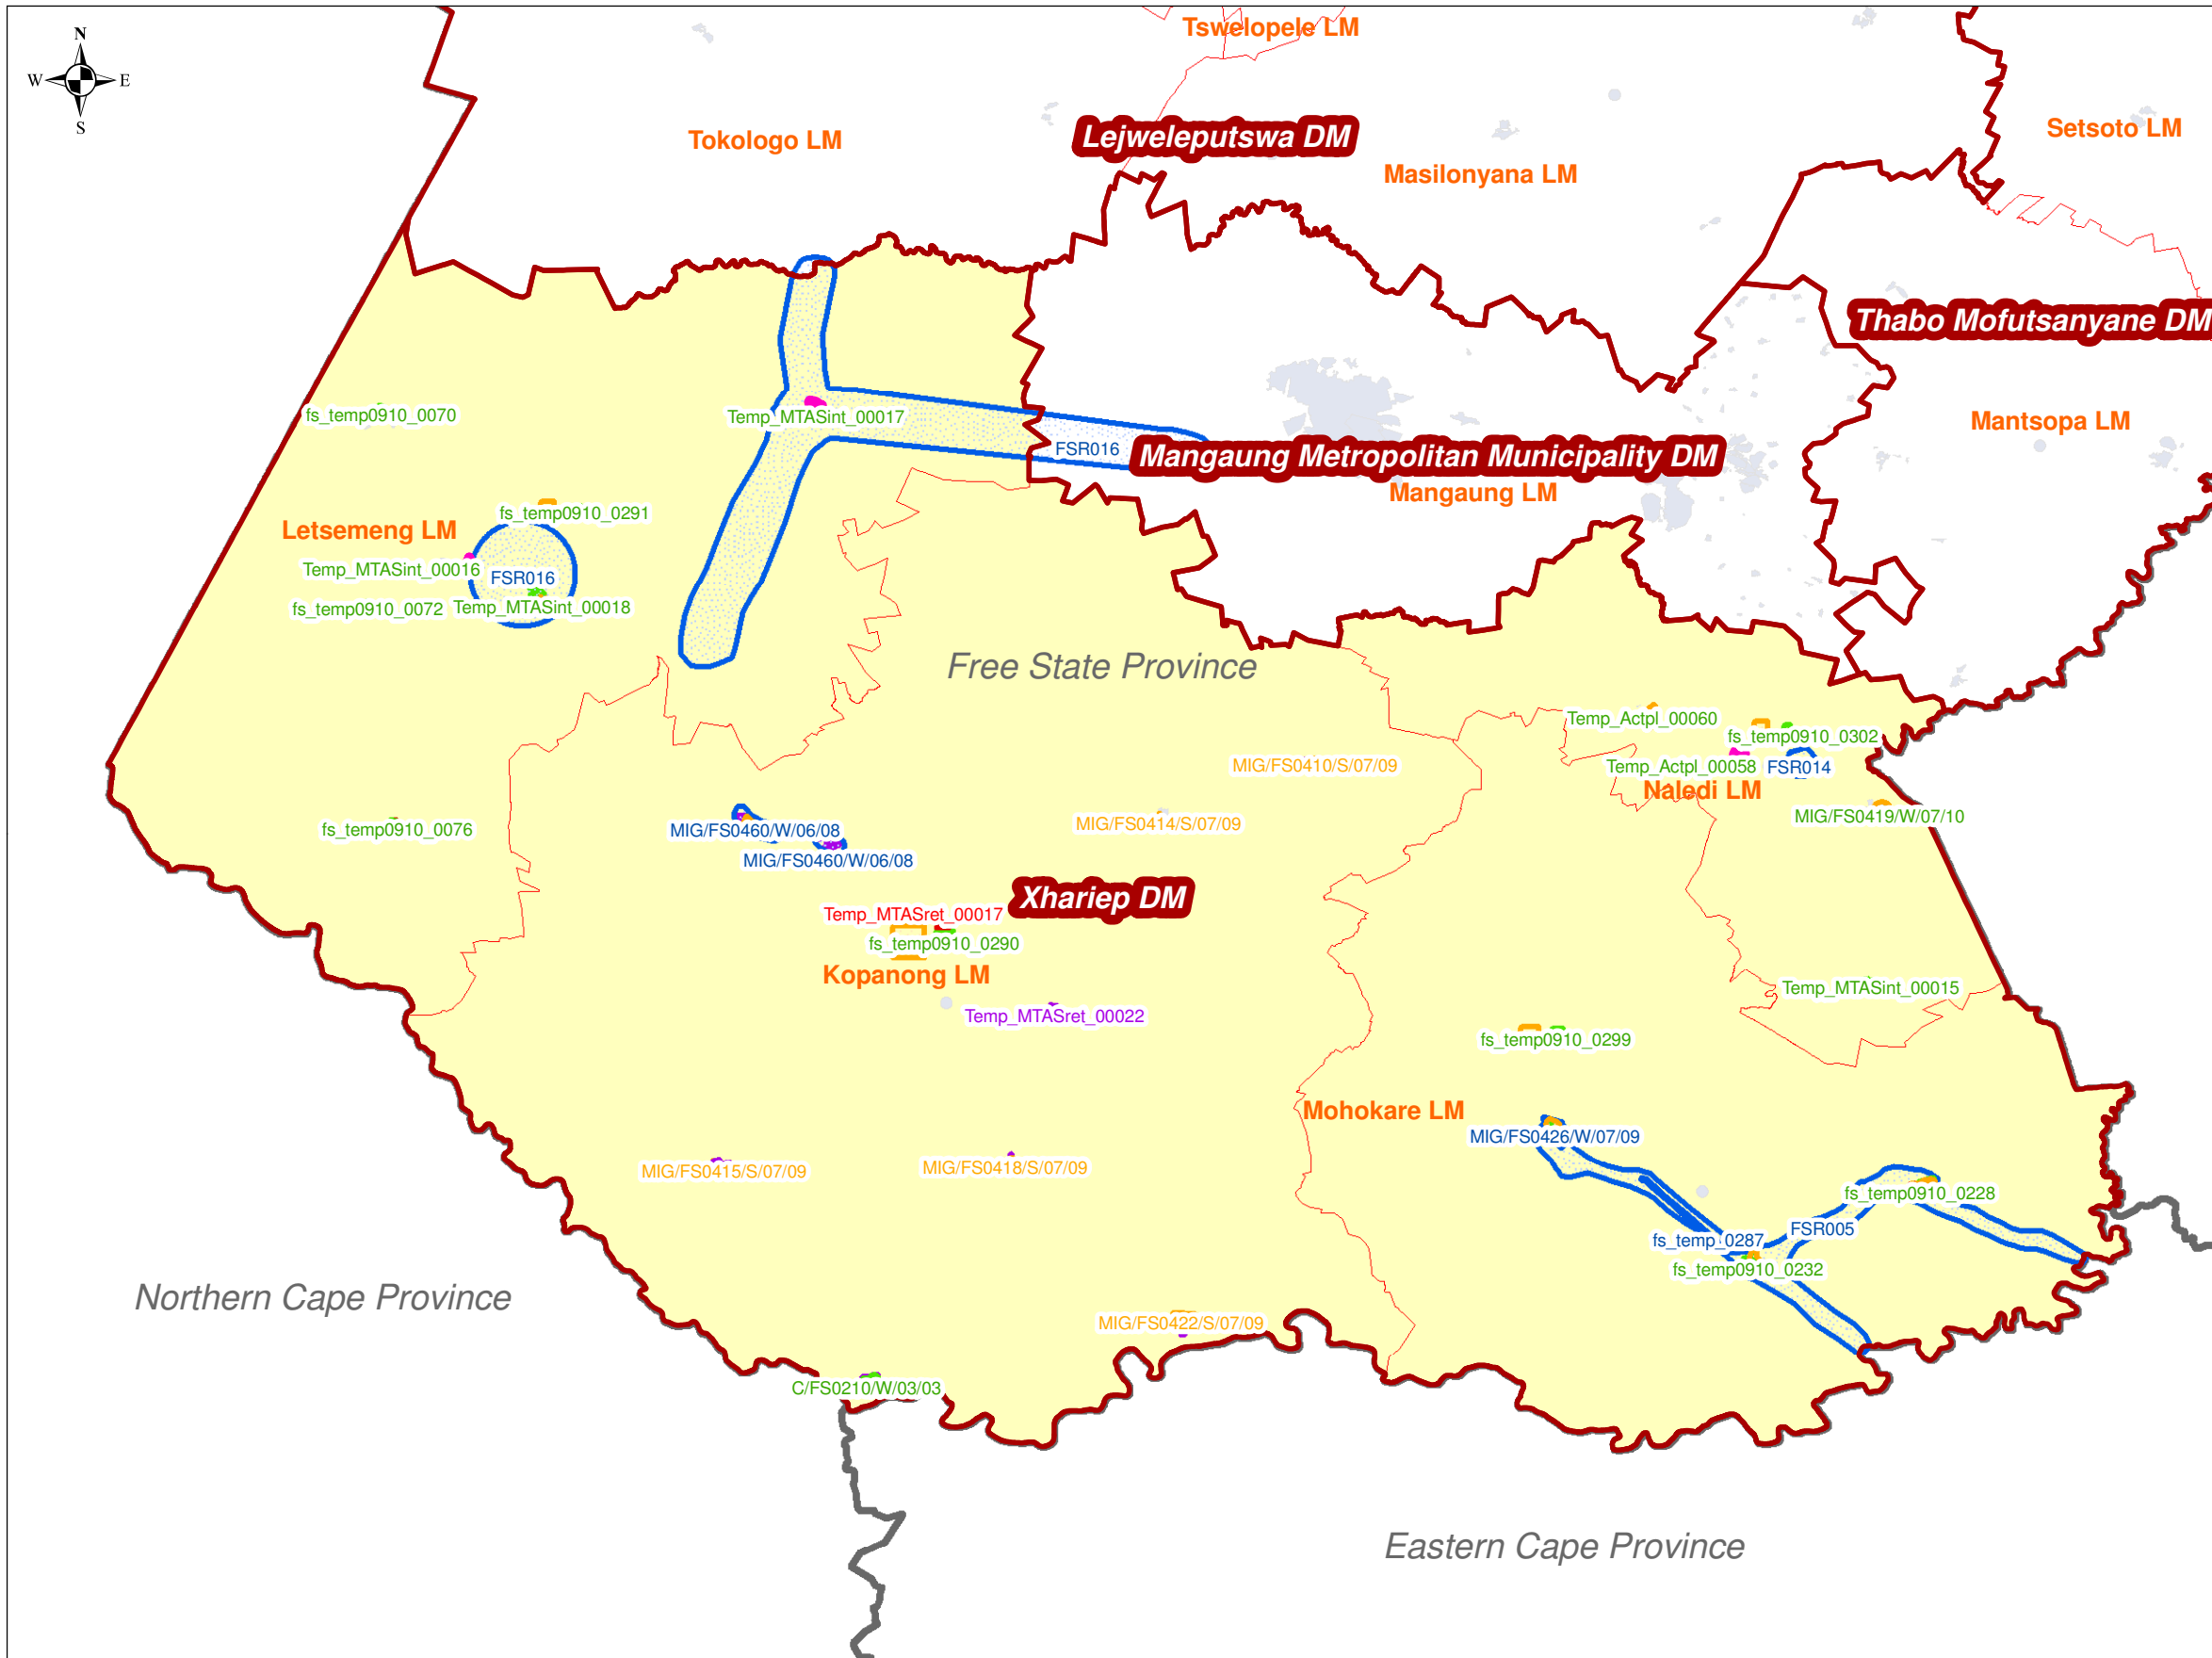 Tswelopele LM
N
W E
S
Tokologo LM
Lejweleputswa DM
Setsoto LM
Masilonyana LM
Thabo Mofutsanyane DM
fs_temp0910_0070
Temp_MTASint_00017
Mantsopa LM
FSR016
Mangaung Metropolitan Municipality DM
Mangaung LM
fs_temp0910_0291
Letsemeng LM
Temp_MTASint_00016
FSR016
fs_temp0910_0072
Temp_MTASint_00018
Free State Province
Temp_Actpl_00060
fs_temp0910_0302
MIG/FS0410/S/07/09
Temp_Actpl_00058
FSR014
Naledi LM
MIG/FS0419/W/07/10
MIG/FS0414/S/07/09
fs_temp0910_0076
MIG/FS0460/W/06/08
MIG/FS0460/W/06/08
Xhariep DM
Temp_MTASret_00017
fs_temp0910_0290
Kopanong LM
Temp_MTASint_00015
Temp_MTASret_00022
fs_temp0910_0299
Mohokare LM
MIG/FS0426/W/07/09
MIG/FS0415/S/07/09
MIG/FS0418/S/07/09
fs_temp0910_0228
FSR005
fs_temp_0287
fs_temp0910_0232
Northern Cape Province
MIG/FS0422/S/07/09
C/FS0210/W/03/03
Eastern Cape Province